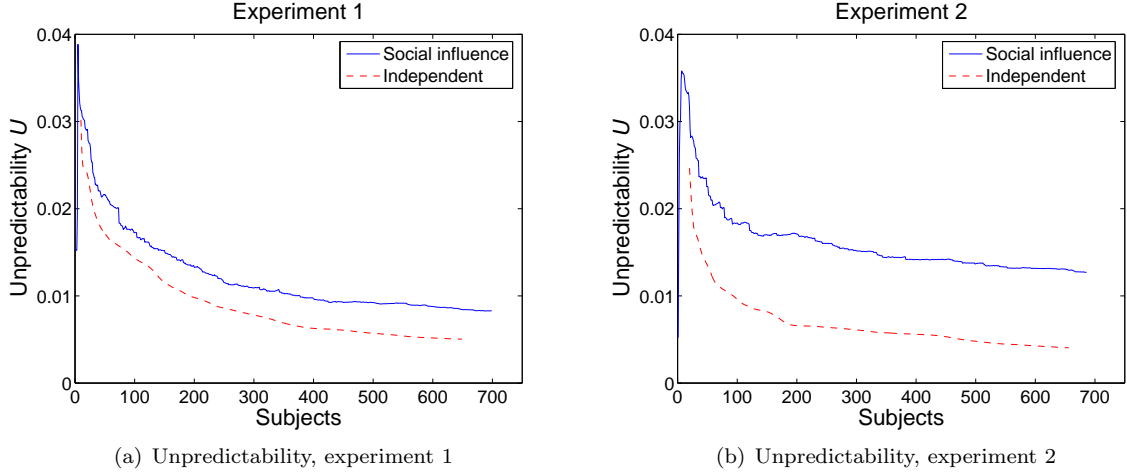 Experiment 1
0.04
0.03
0.02
0.01
0
Unpredictability U
Social influence
Independent
0 100 200 300 400 500 600 700
Subjects
(a) Unpredictability, experiment 1
Experiment 2
0.04
0.03
0.02
0.01
0
Unpredictability U
Social influence
Independent
0 100 200 300 400 500 600 700
Subjects
(b) Unpredictability, experiment 2